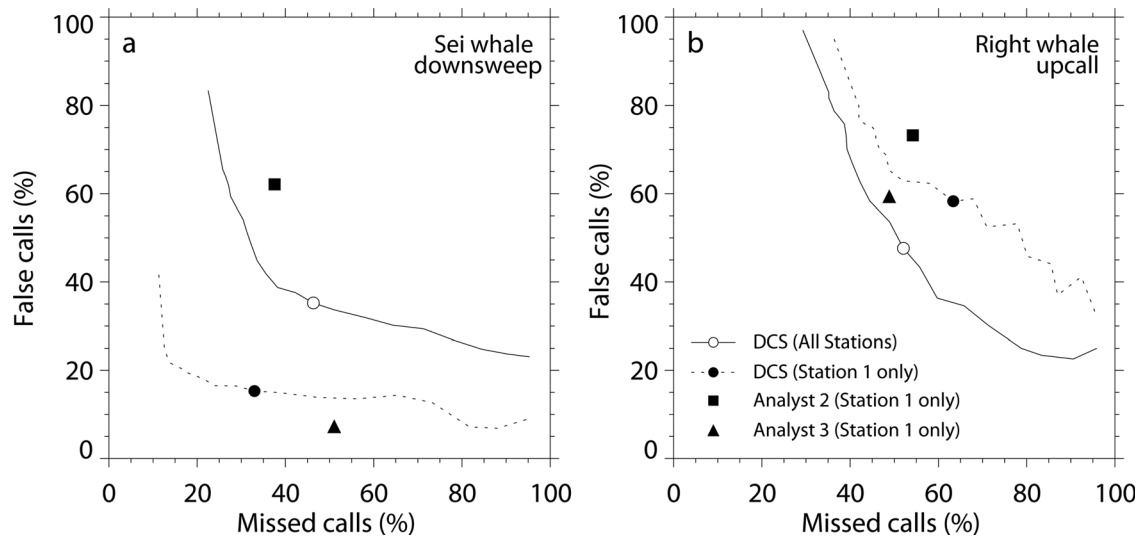 a
Sei whale
downsweep
100
80
60
40
20
0
False calls (%)
0 20 40 60 80 100
Missed calls (%)
b
Right whale
upcall
100
80
60
40
20
0
False calls (%)
DCS (All Stations)
DCS (Station 1 only)
Analyst 2 (Station 1 only)
Analyst 3 (Station 1 only)
0 20 40 60 80 100
Missed calls (%)